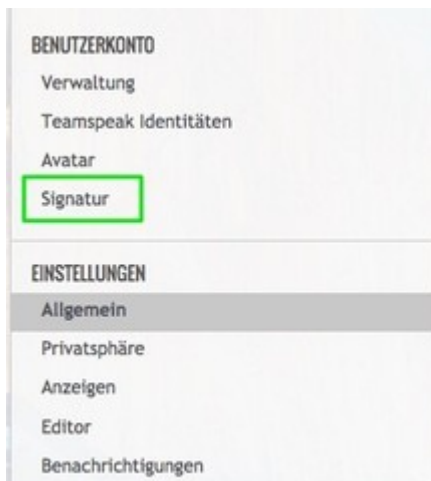 BENUTZERKONTO
Verwaltung
Teamspeak Identitäten
Avatar
Signatur
EINSTELLUNGEN
Allgemein
Privatsphäre
Anzeigen
Editor
Benachrichtigungen